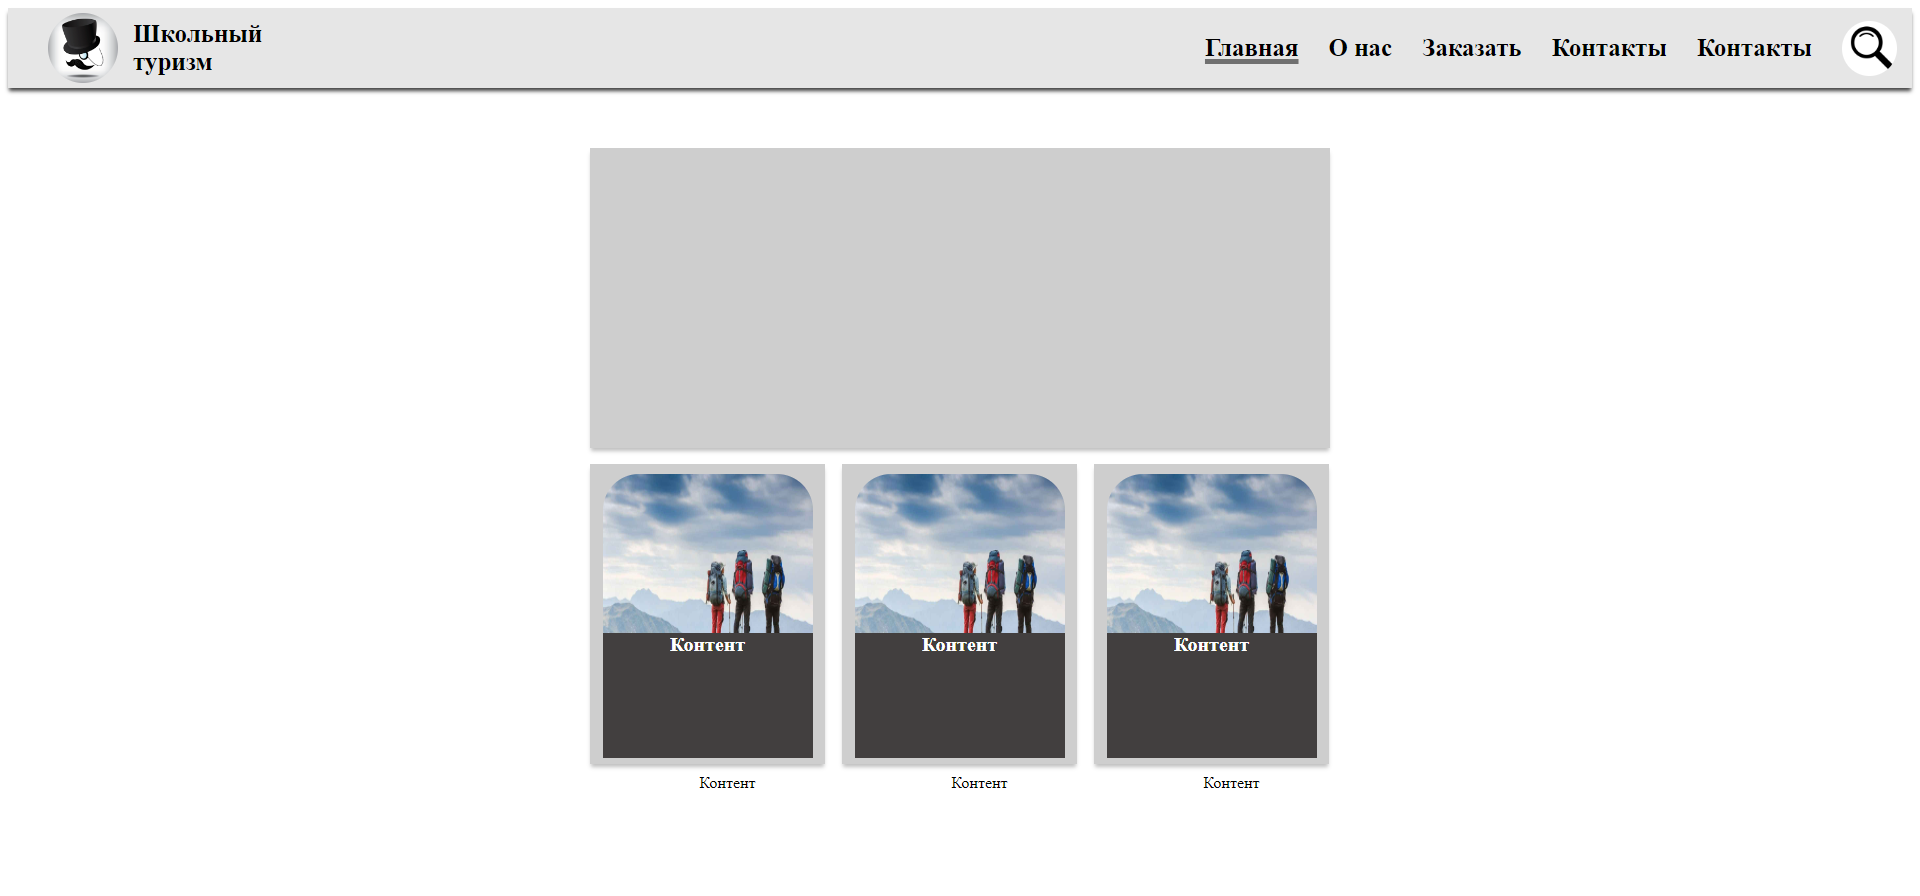 Школьный
туризм
Главная О нас Заказать Контакты Контакты
Контент Контент Контент
Контент Контент Контент